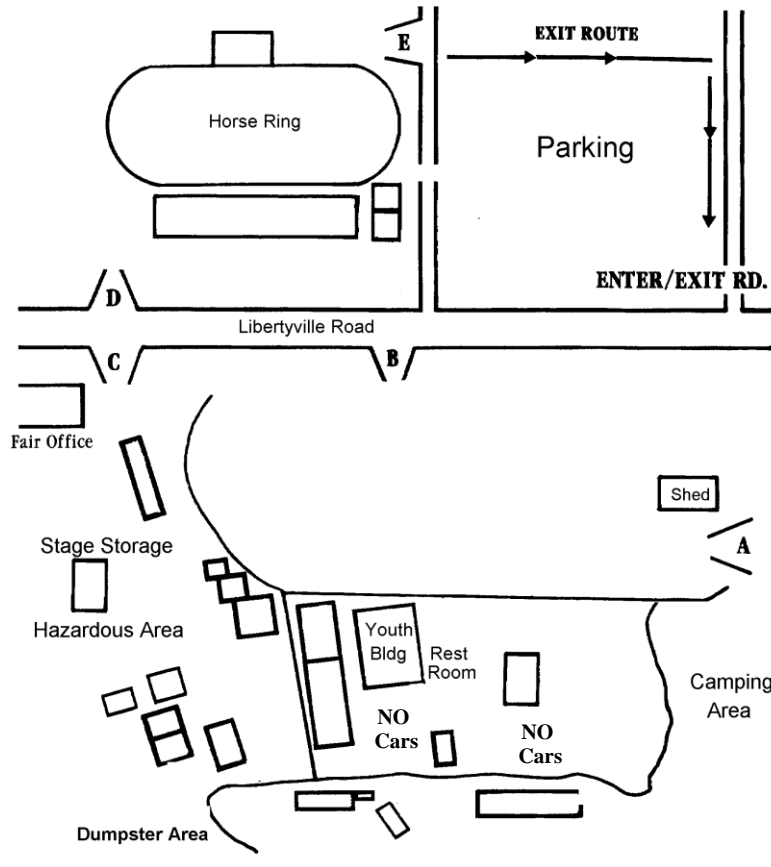 E
EXIT ROUTE
Horse Ring
Parking
ENTER/EXIT RD.
D
Libertyville Road
C
B
Fair Office
Shed
A
Stage Storage
Hazardous Area
Youth
Bldg
Rest
Room
Camping
Area
NO
Cars
NO
Cars
Dumpster Area